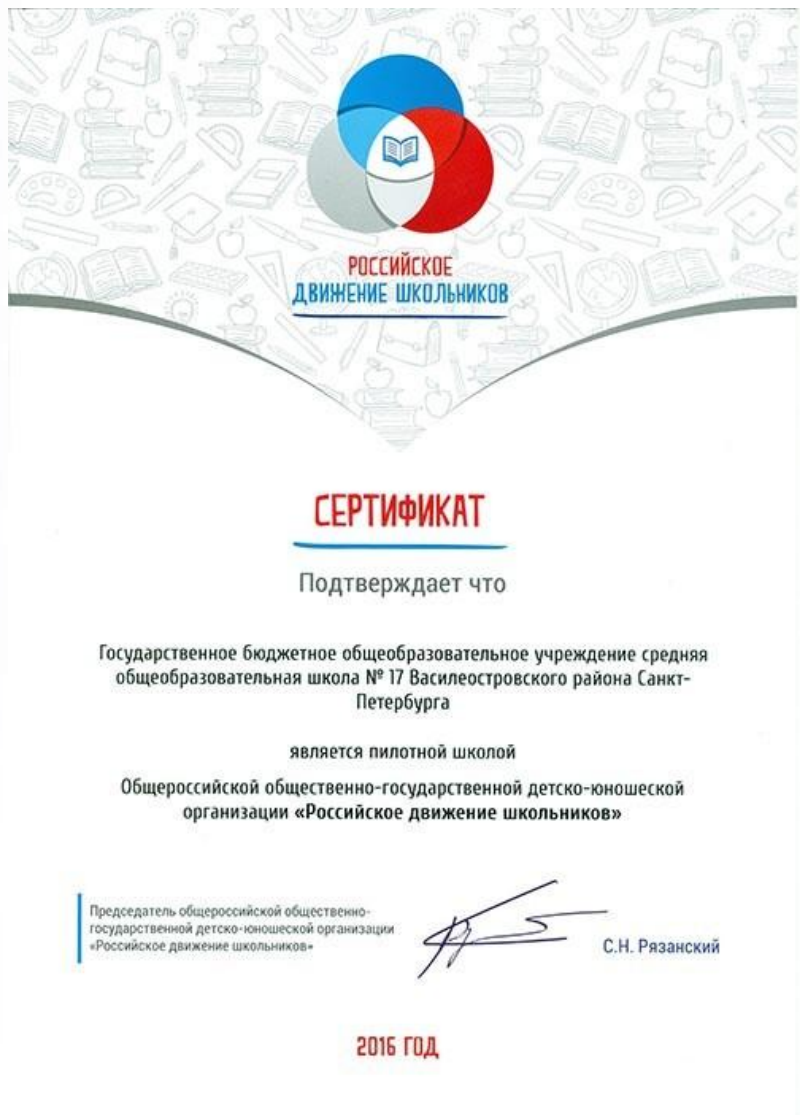 РОССИЙСКОЕ
ДВИЖЕНИЕ ШКОЛЬНИКОВ
СЕРТИФИКАТ
Подтверждает что
Государственное бюджетное общеобразовательное учреждение средняя
общеобразовательная школа № 17 Василеостровского района Санкт-
Петербурга
является пилотной школой
Общероссийской общественно-государственной детско-юношеской
организации «Российское движение школьников»
Председатель общероссийской общественно-
государственной детско-юношеской организации
«Российское движение школьников»
С.Н. Рязанский
2016 ГОД